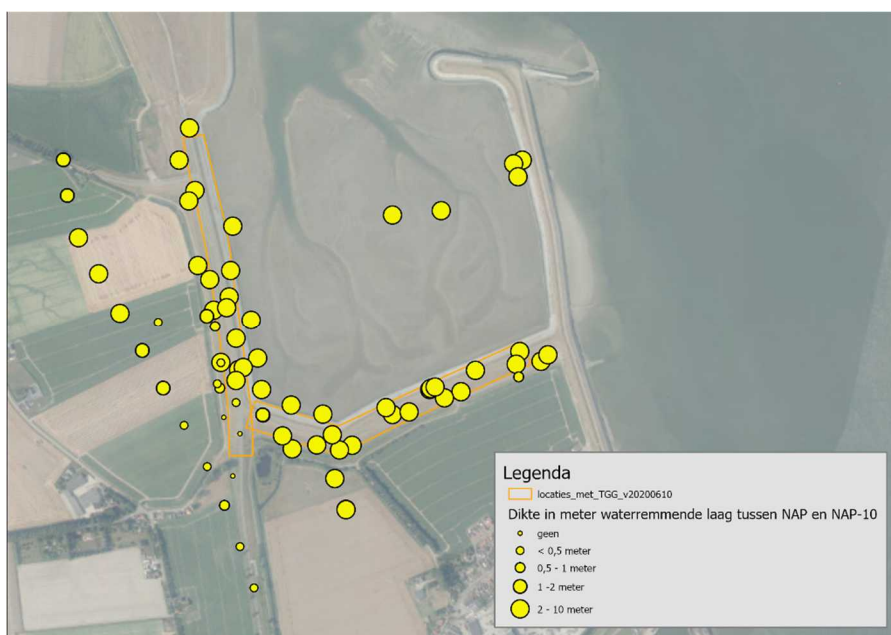 Legenda
locaties_met_TGG_v20200610
Dikte in meter waterremmende laag tussen NAP en NAP-10
geen
< 0,5 meter
0,5 - 1 meter
1 -2 meter
2 - 10 meter